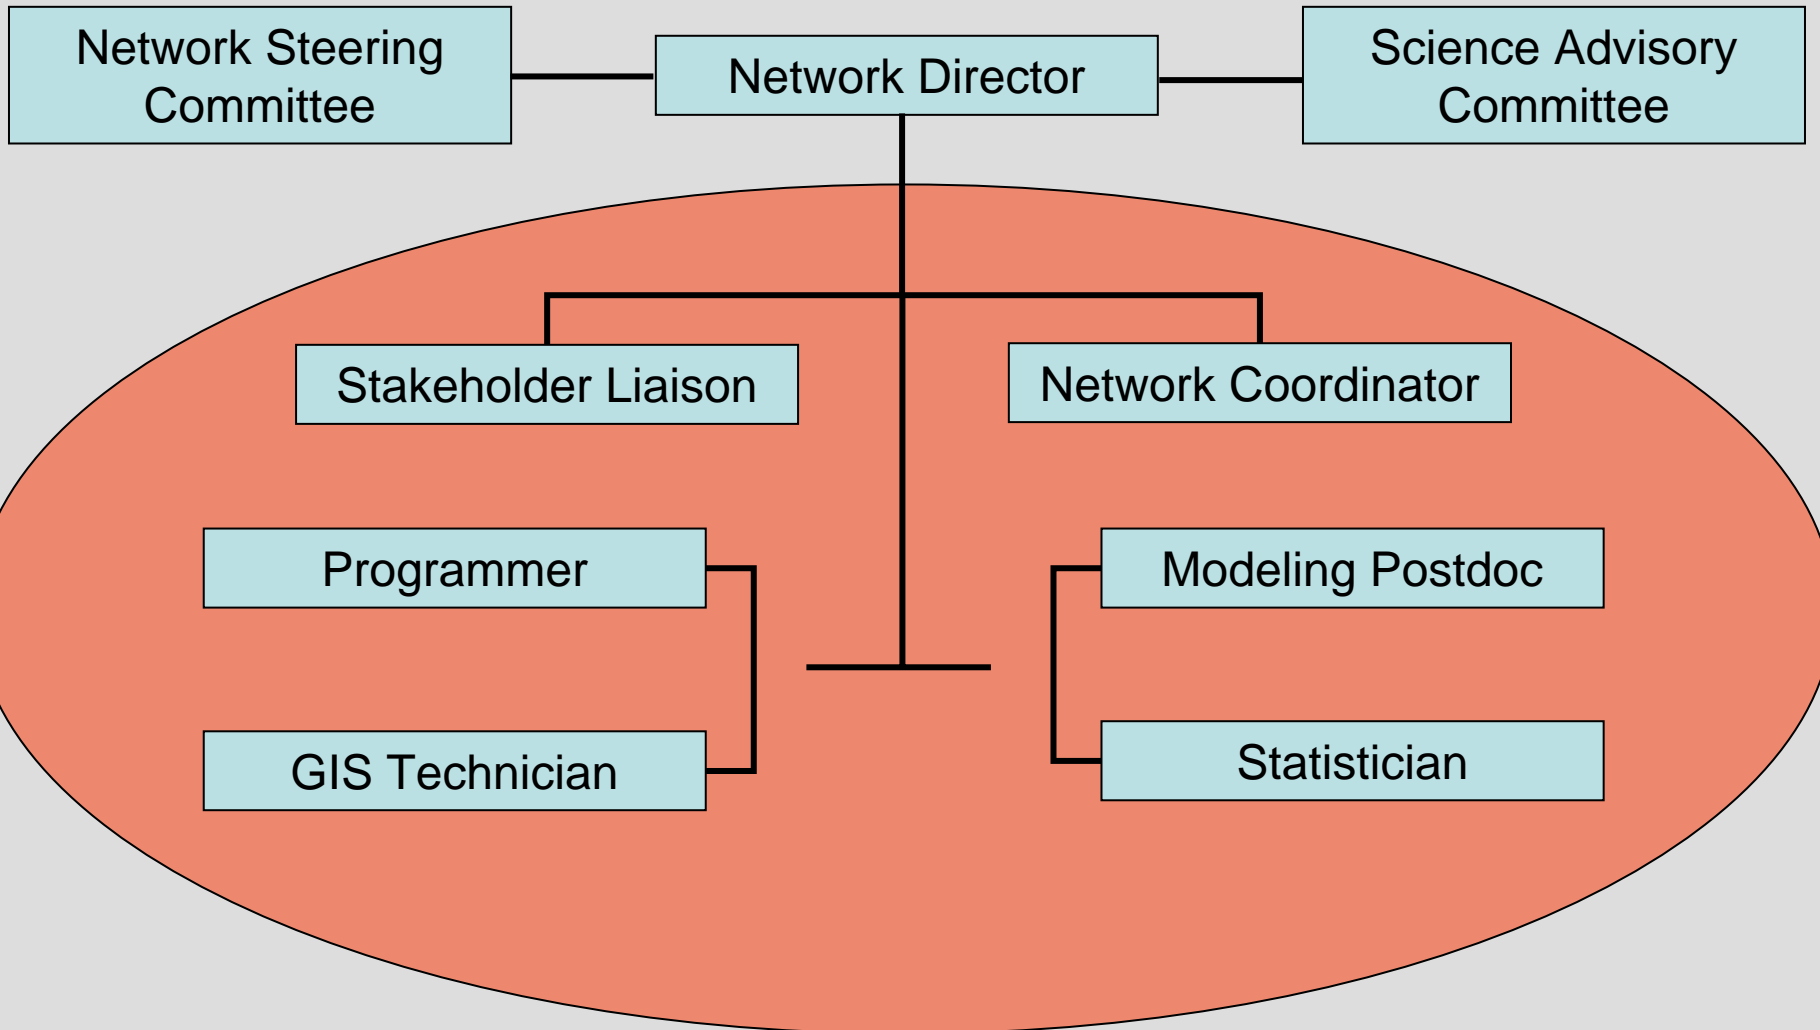 Network Steering
Committee
Network Director
Science Advisory
Committee
Stakeholder Liaison
Network Coordinator
Programmer
Modeling Postdoc
GIS Technician
Statistician